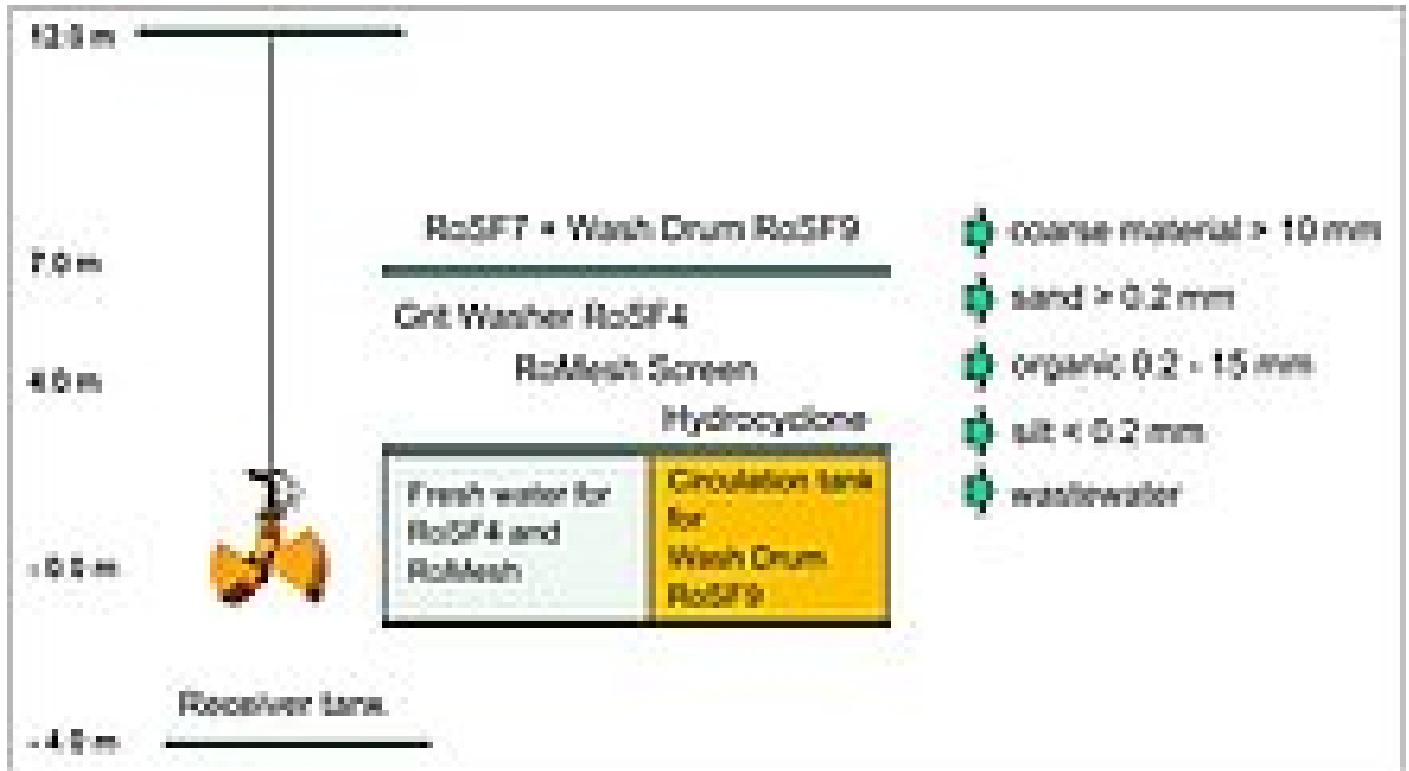 12.0 m
RoSF7 + Wash Drum RoSF9
7.0 m
Grit Washer RoSF4
RoMesh Screen
4.0 m
Hydrocyclone
Fresh water for
RoSF4 and
RoMesh
Circulation tank
for
Wash Drum
RoSF9
Receiver tank
coarse material > 10 mm
sand > 0.2 mm
organic 0.2 - 15 mm
silt < 0.2 mm
wastewater